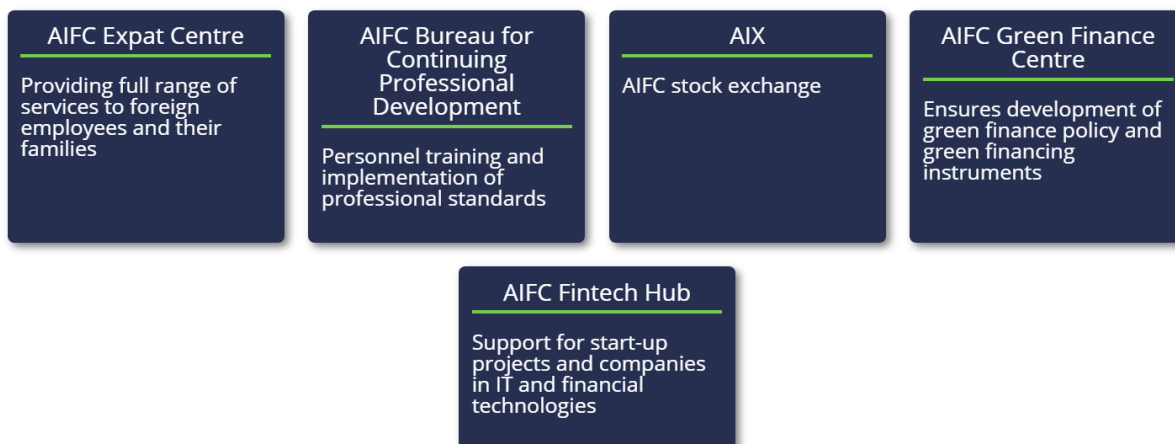 AIFC Expat Centre
Providing full range of
services to foreign
employees and their
families
AIFC Bureau for
Continuing
Professional
Development
Personnel training and
implementation of
professional standards
AIX
AIFC stock exchange
AIFC Green Finance
Centre
Ensures development of
green finance policy and
green financing
instruments
AIFC Fintech Hub
Support for start-up
projects and companies
in IT and financial
technologies